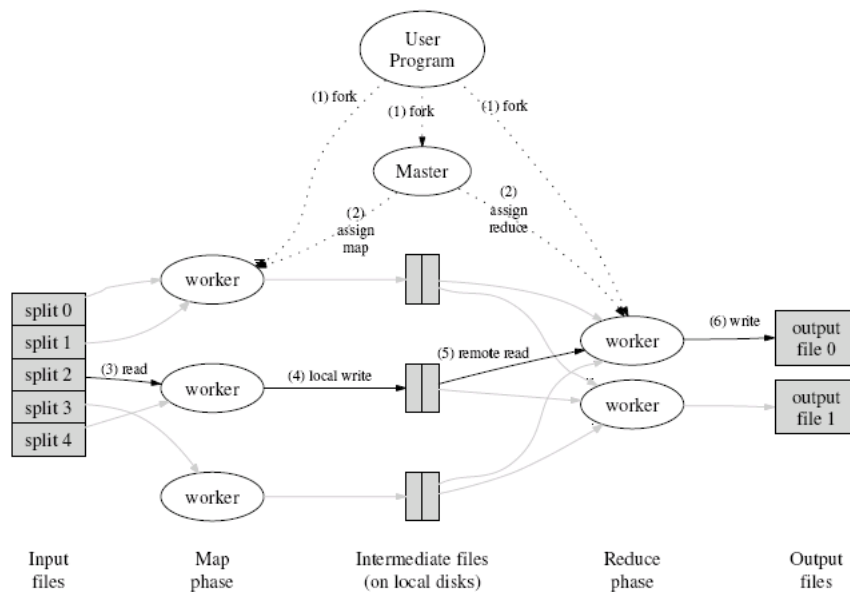 User
Program
(1) fork
(1) fork
(1) fork
Master
(2)
assign
map
(2)
assign
reduce
worker
split 0
split 1
split 2
split 3
split 4
(3) read
worker
(4) local write
(5) remote read
worker
(6) write
output
file 0
worker
output
file 1
worker
Input
files
Map
phase
Intermediate files
(on local disks)
Reduce
phase
Output
files